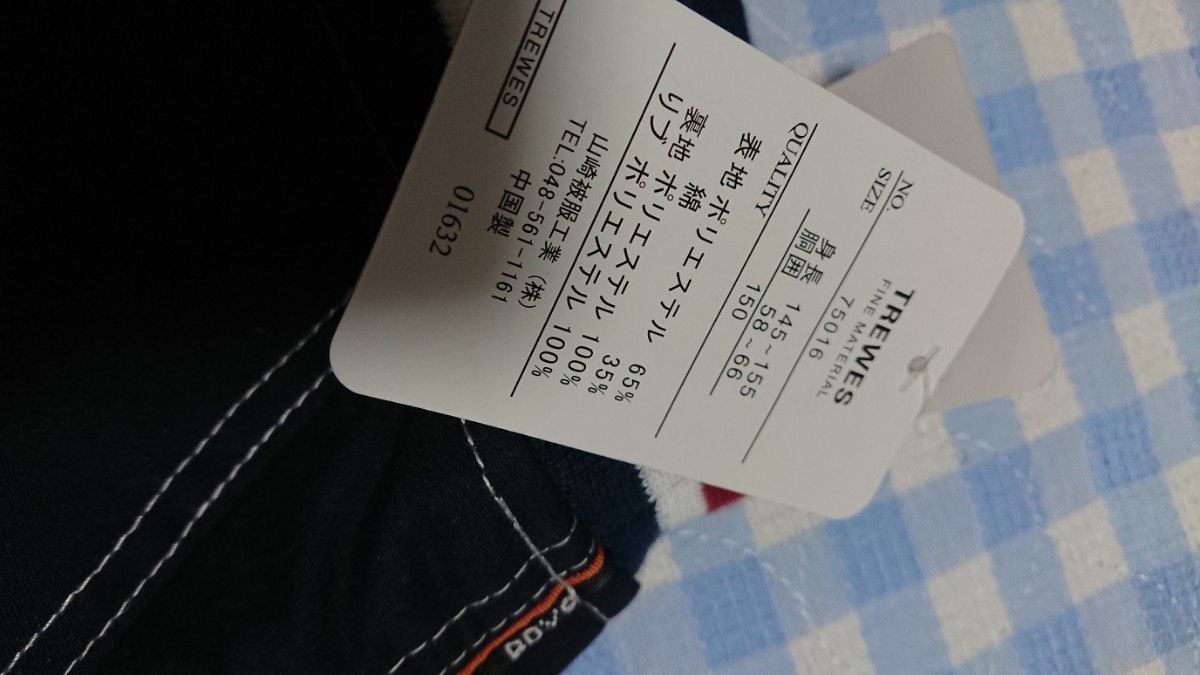 TREWES
FINE MATERIAL
NO. 75016
SIZE 150
身長 145~155
胴囲 58~66
QUALITY
表地 ポリエステル 65%
綿 35%
裏地 ポリエステル 100%
リブ ポリエステル 100%
山崎被服工業(株)
TEL:048-561-1161
中国製
TREWES
01632